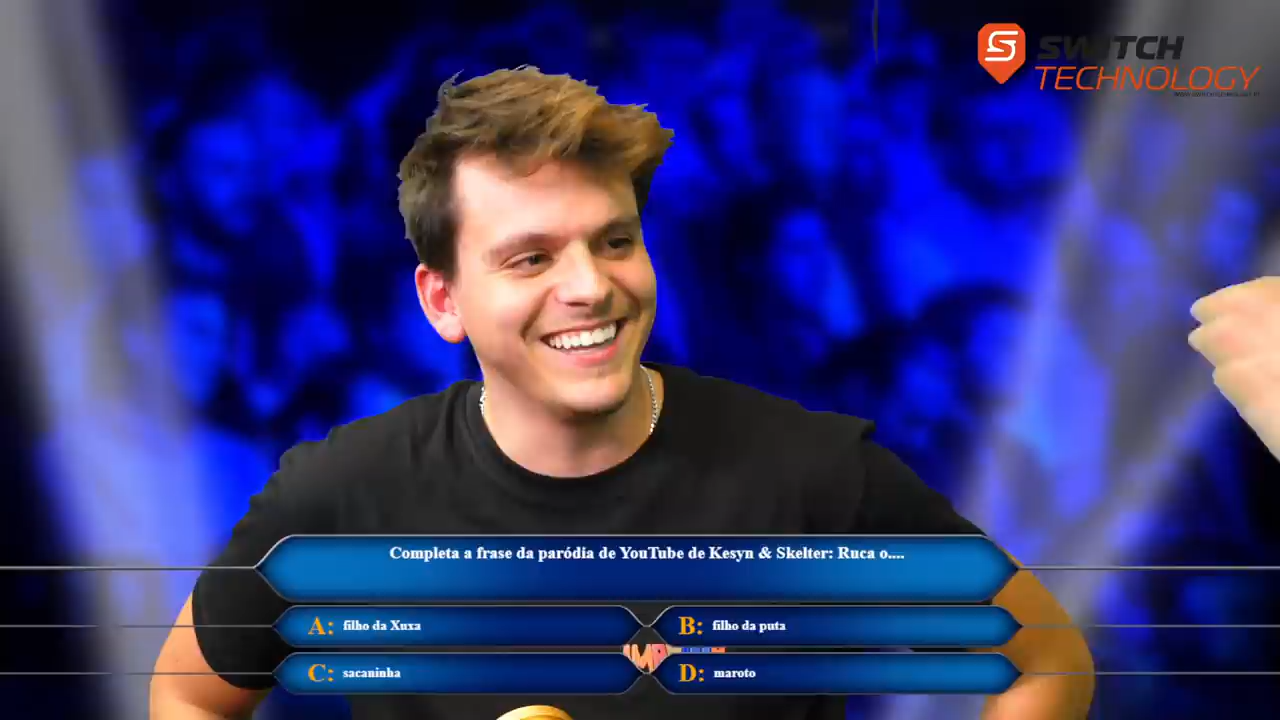 SWITCH
TECHNOLOGY
Completa a frase da paródia de YouTube de Kesyn & Skelter: Ruca o....
A: filho da Xuxa
B: filho da puta
C: sacaninha
D: maroto